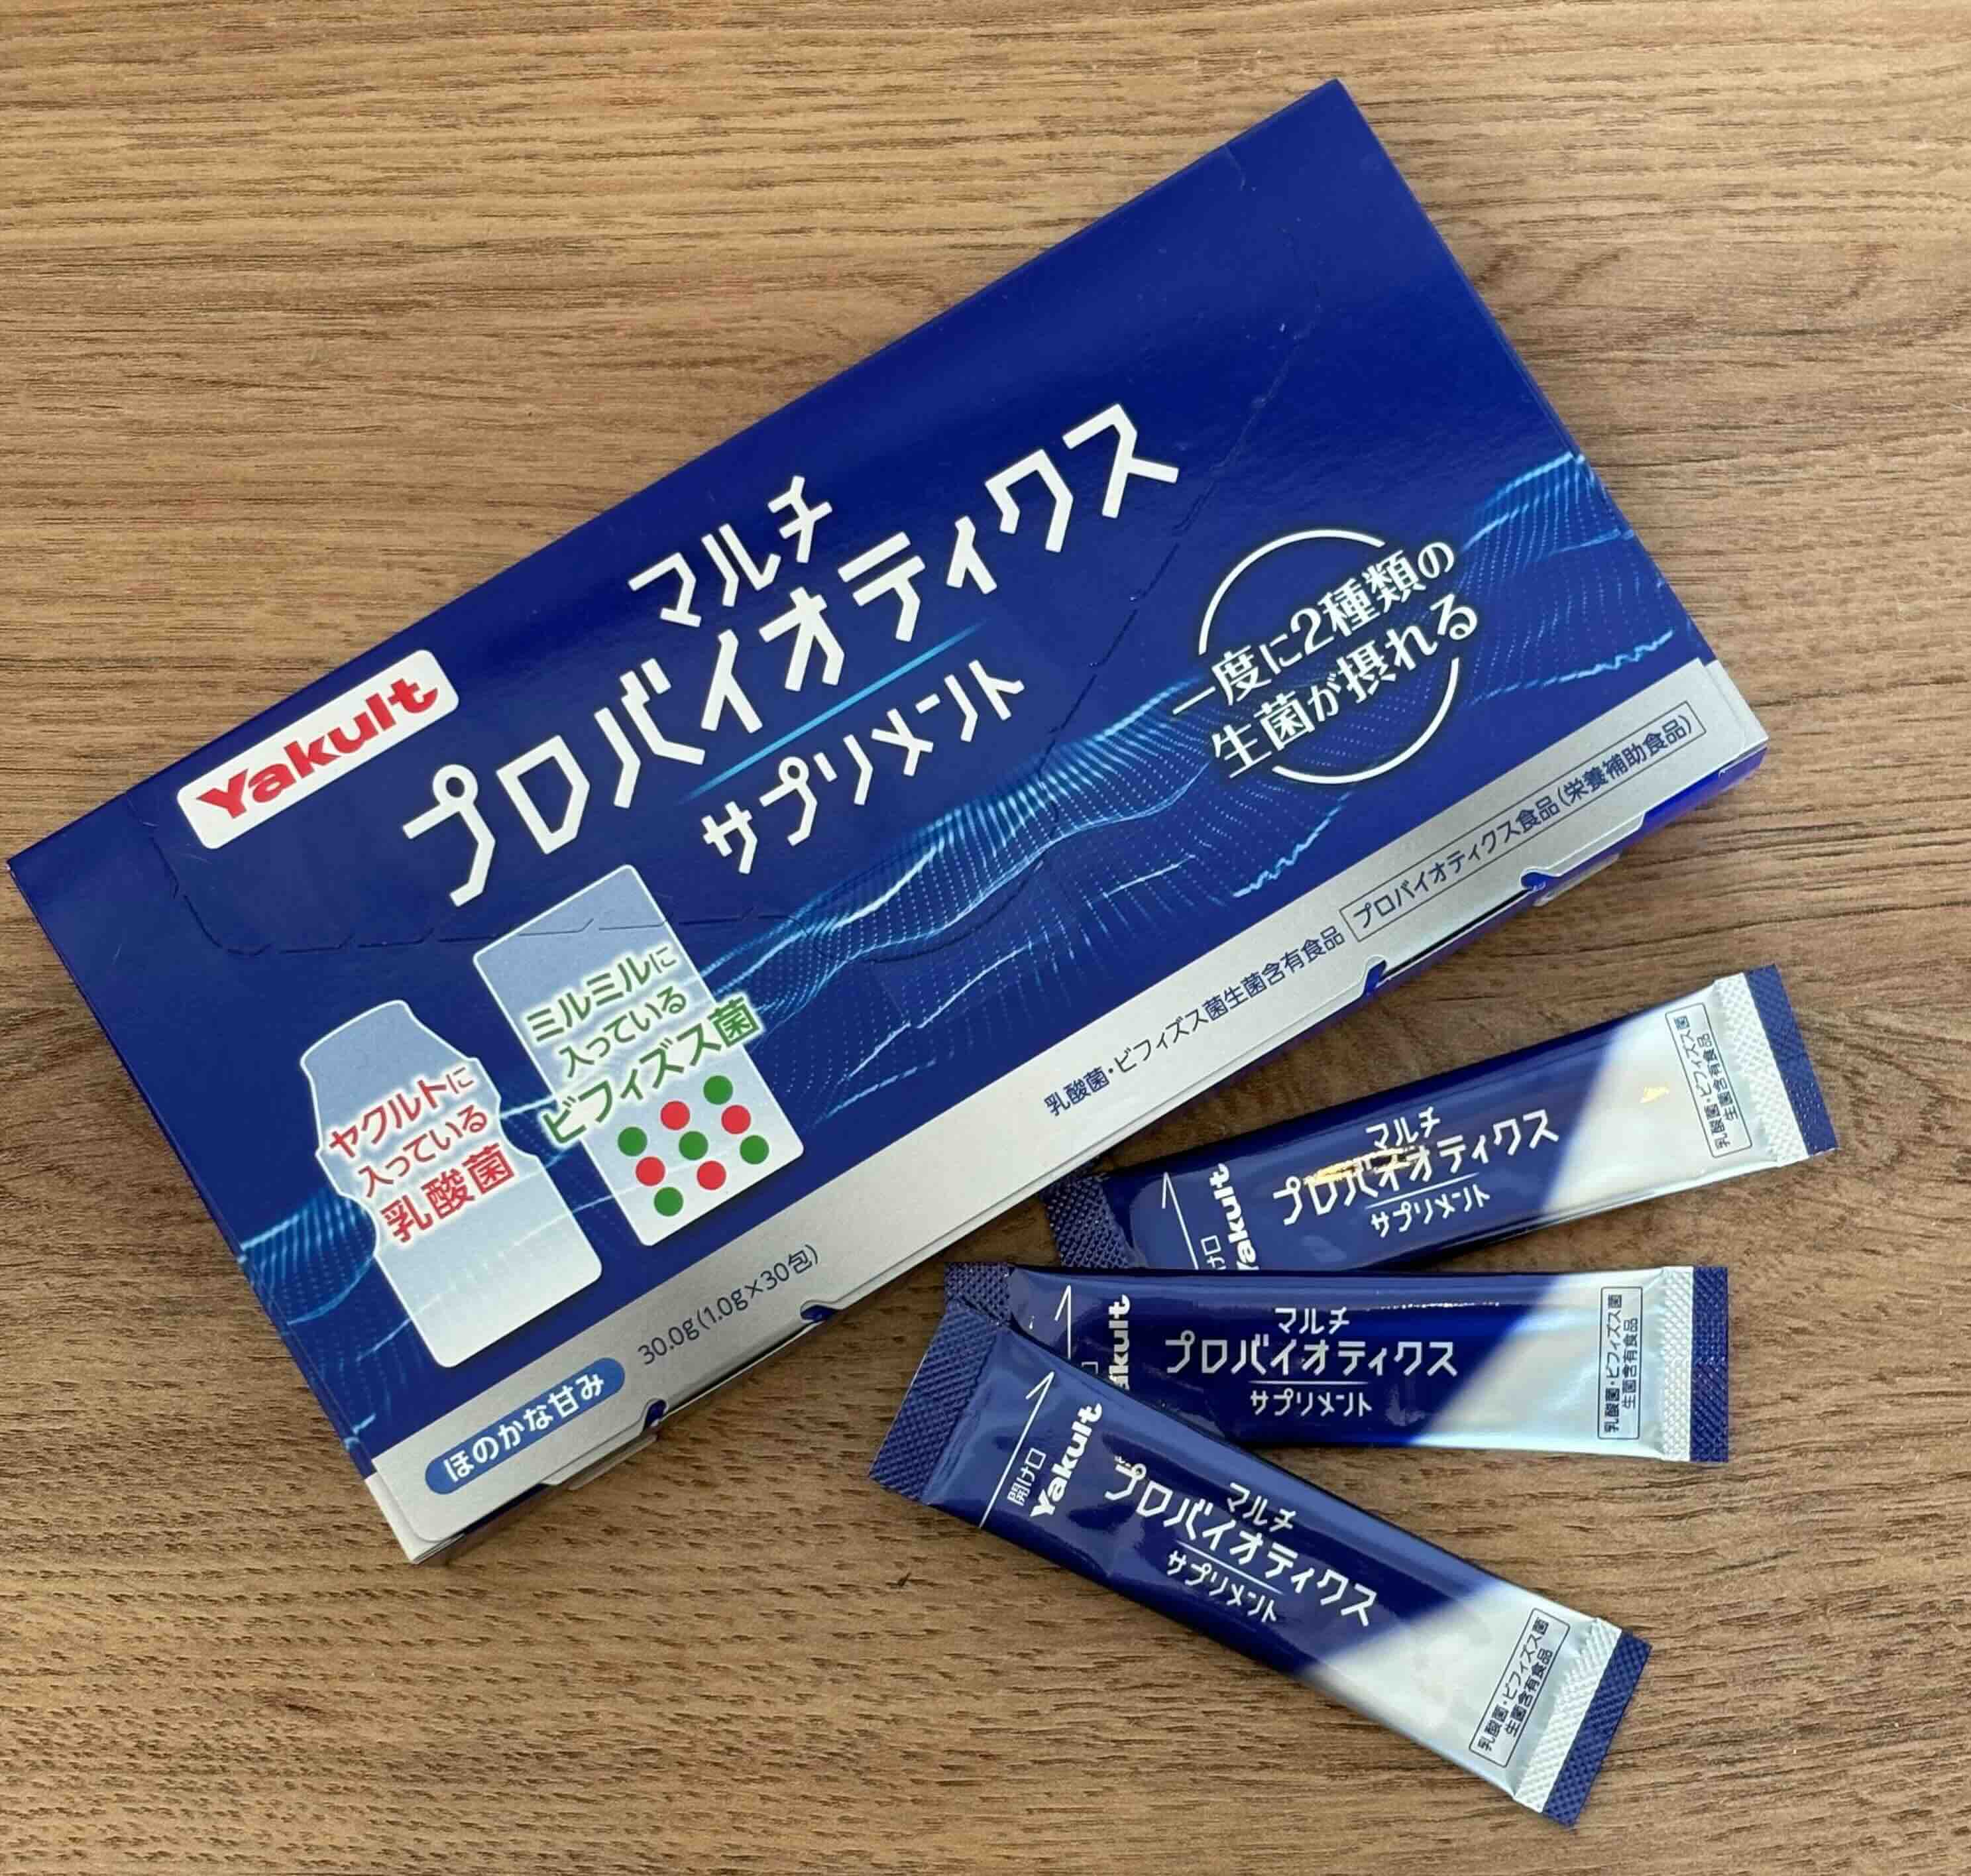 Yakult
マルチ
プロバイオティクス
サプリメント
一度に2種類の
生菌が摂れる
ヤクルトに
入っている
乳酸菌
ミルミルに
入っている
ビフィズス菌
乳酸菌・ビフィズス菌生菌含有食品 プロバイオティクス食品(栄養補助食品)
ほのかな甘み 30.0g(1.0g×30包)
け口
Yakult
マルチ
プロバイオティクス
サプリメント
乳酸菌・ビフィズス菌
生菌含有食品
akult
マルチ
プロバイオティクス
サプリメント
乳酸菌・ビフィズス菌
生菌含有食品
開け口
Yakult
マルチ
プロバイオティクス
サプリメント
乳酸菌・ビフィズス菌
生菌含有食品